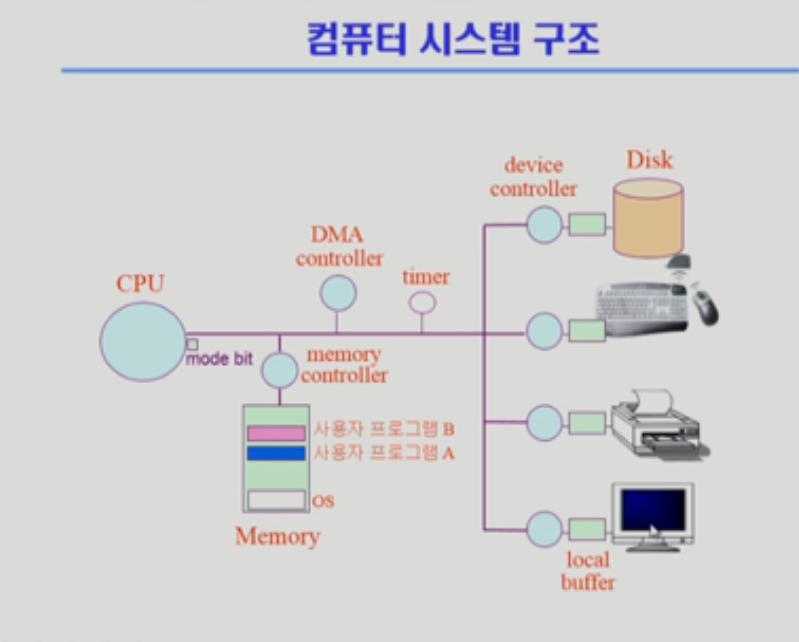 컴퓨터 시스템 구조
device
controller
Disk
DMA
controller
timer
CPU
mode bit
memory
controller
사용자 프로그램 B
사용자 프로그램 A
OS
Memory
local
buffer